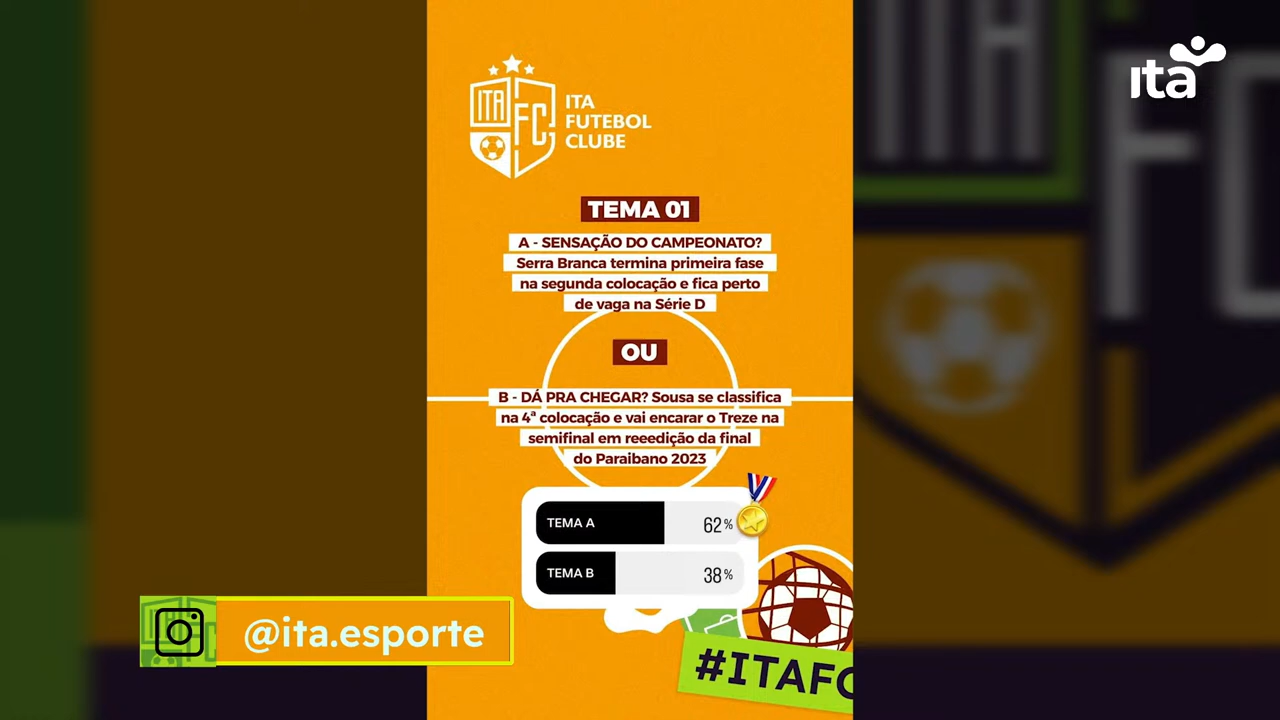 ita
ITA
FC
ITA
FUTEBOL
CLUBE
TEMA 01
A - SENSAÇÃO DO CAMPEONATO?
Serra Branca termina primeira fase
na segunda colocação e fica perto
de vaga na Série D
OU
B - DÁ PRA CHEGAR? Sousa se classifica
na 4ª colocação e vai encarar o Treze na
semifinal em reeedição da final
do Paraibano 2023
TEMA A 62%
TEMA B 38%
@ita.esporte
#ITAFC